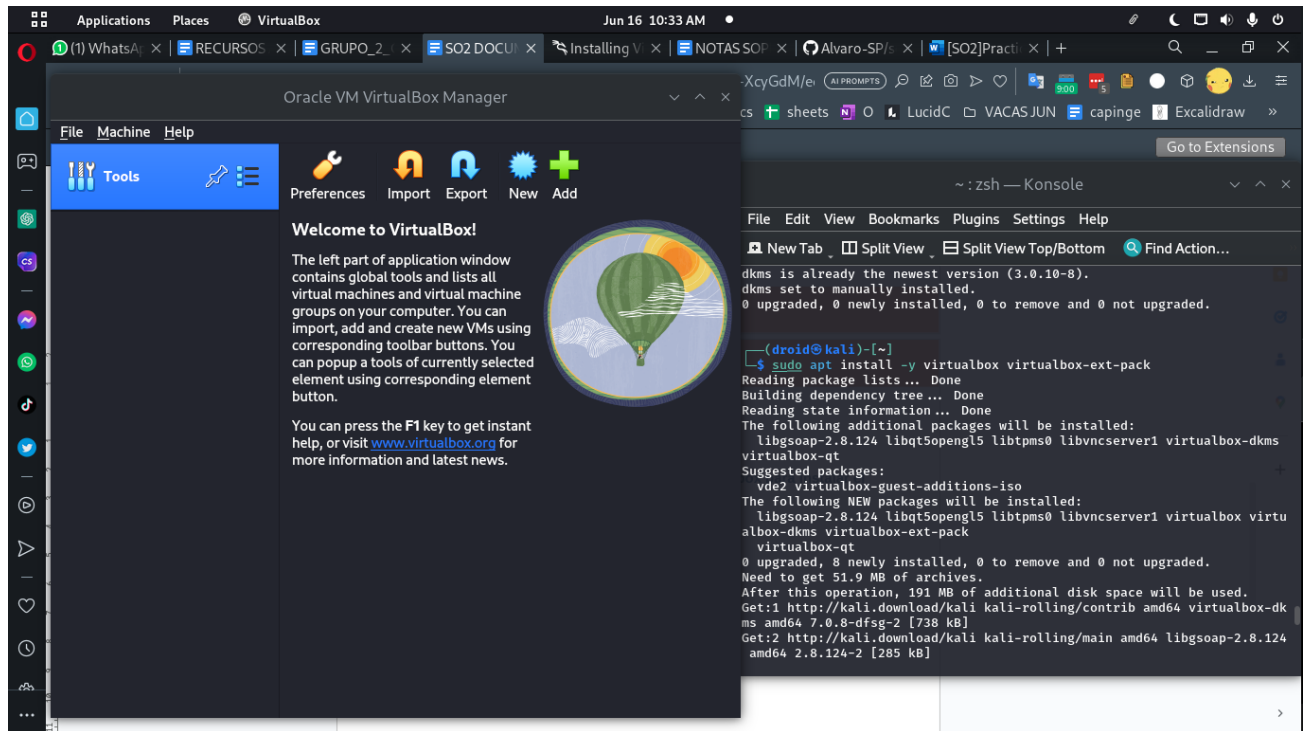 Applications Places VirtualBox Jun 16 10:33 AM
(1) WhatsAp RECURSOS GRUPO_2_ SO2 DOCU Installing V NOTAS SOP Alvaro-SP/s [SO2]Practi
Oracle VM VirtualBox Manager
-XcyGdM/e AI PROMPTS 9:00 5
cs sheets O LucidC VACAS JUN capinge Excalidraw »
File Machine Help
Go to Extensions
Tools
Preferences Import Export New Add
Welcome to VirtualBox!
The left part of application window
contains global tools and lists all
virtual machines and virtual machine
groups on your computer. You can
import, add and create new VMs using
corresponding toolbar buttons. You
can popup a tools of currently selected
element using corresponding element
button.
You can press the F1 key to get instant
help, or visit www.virtualbox.org for
more information and latest news.
~ : zsh — Konsole
File Edit View Bookmarks Plugins Settings Help
New Tab Split View Split View Top/Bottom Find Action...
dkms is already the newest version (3.0.10-8).
dkms set to manually installed.
0 upgraded, 0 newly installed, 0 to remove and 0 not upgraded.
┌──(droid㉿kali)-[~]
└─$ sudo apt install -y virtualbox virtualbox-ext-pack
Reading package lists... Done
Building dependency tree... Done
Reading state information... Done
The following additional packages will be installed:
libgsoap-2.8.124 libqt5opengl5 libtpms0 libvncserver1 virtualbox-dkms
virtualbox-qt
Suggested packages:
vde2 virtualbox-guest-additions-iso
The following NEW packages will be installed:
libgsoap-2.8.124 libqt5opengl5 libtpms0 libvncserver1 virtualbox virtu
albox-dkms virtualbox-ext-pack
virtualbox-qt
0 upgraded, 8 newly installed, 0 to remove and 0 not upgraded.
Need to get 51.9 MB of archives.
After this operation, 191 MB of additional disk space will be used.
Get:1 http://kali.download/kali kali-rolling/contrib amd64 virtualbox-dk
ms amd64 7.0.8-dfsg-2 [738 kB]
Get:2 http://kali.download/kali kali-rolling/main amd64 libgsoap-2.8.124
amd64 2.8.124-2 [285 kB]
CS